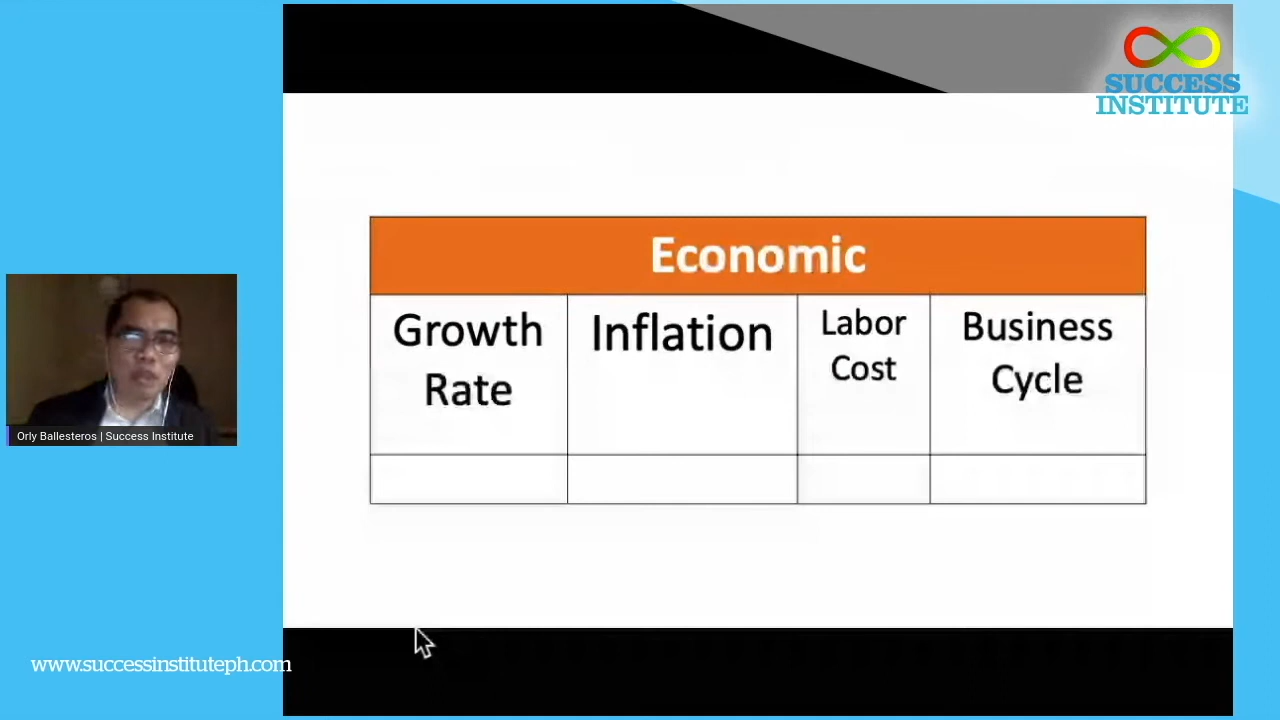 SUCCESS
INSTITUTE
Economic
Growth
Rate
Inflation
Labor
Cost
Business
Cycle
Orly Ballesteros | Success Institute
www.successinstituteph.com